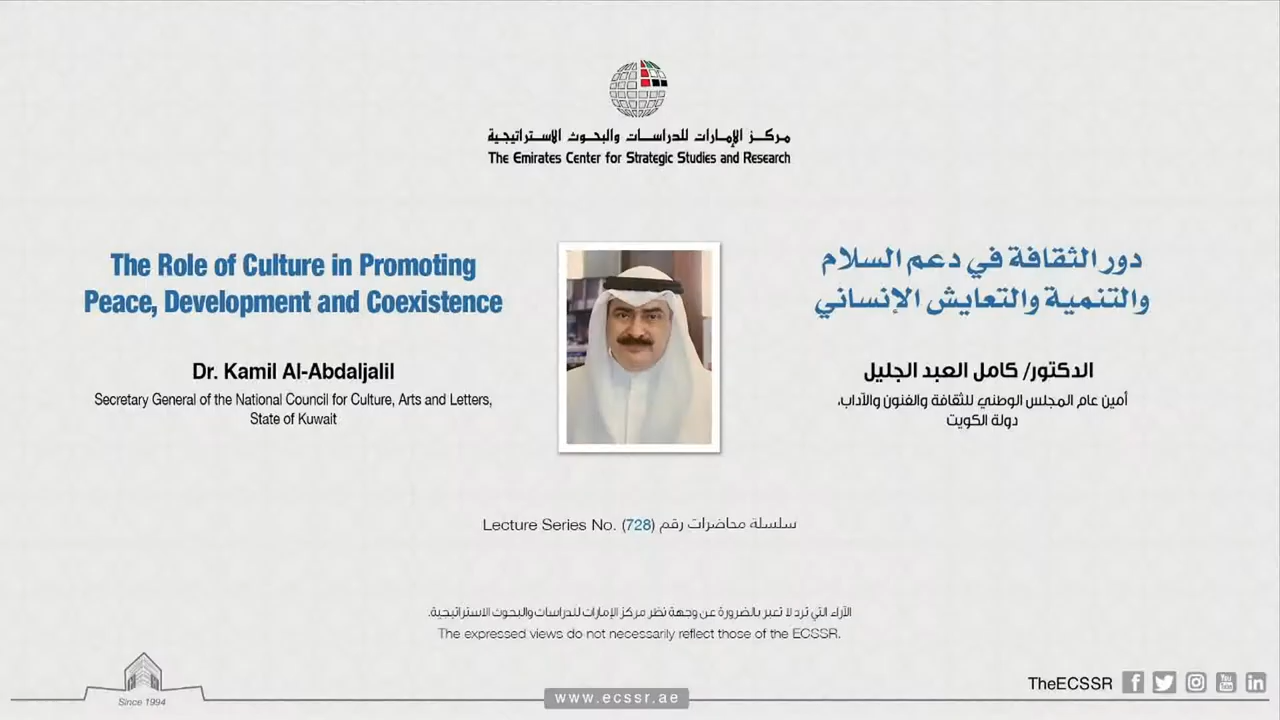 مركز الإمارات للدراسات والبحوث الاستراتيجية
The Emirates Center for Strategic Studies and Research
The Role of Culture in Promoting
Peace, Development and Coexistence
Dr. Kamil Al-Abdaljalil
Secretary General of the National Council for Culture, Arts and Letters,
State of Kuwait
دور الثقافة في دعم السلام
والتنمية والتعايش الإنساني
الدكتور/ كامل العبد الجليل
أمين عام المجلس الوطني للثقافة والفنون والآداب،
دولة الكويت
Lecture Series No. (728) سلسلة محاضرات رقم
الآراء التي ترد لا تعبر بالضرورة عن وجهة نظر مركز الإمارات للدراسات والبحوث الاستراتيجية.
The expressed views do not necessarily reflect those of the ECSSR.
Since 1994
www.ecssr.ae
TheECSSR